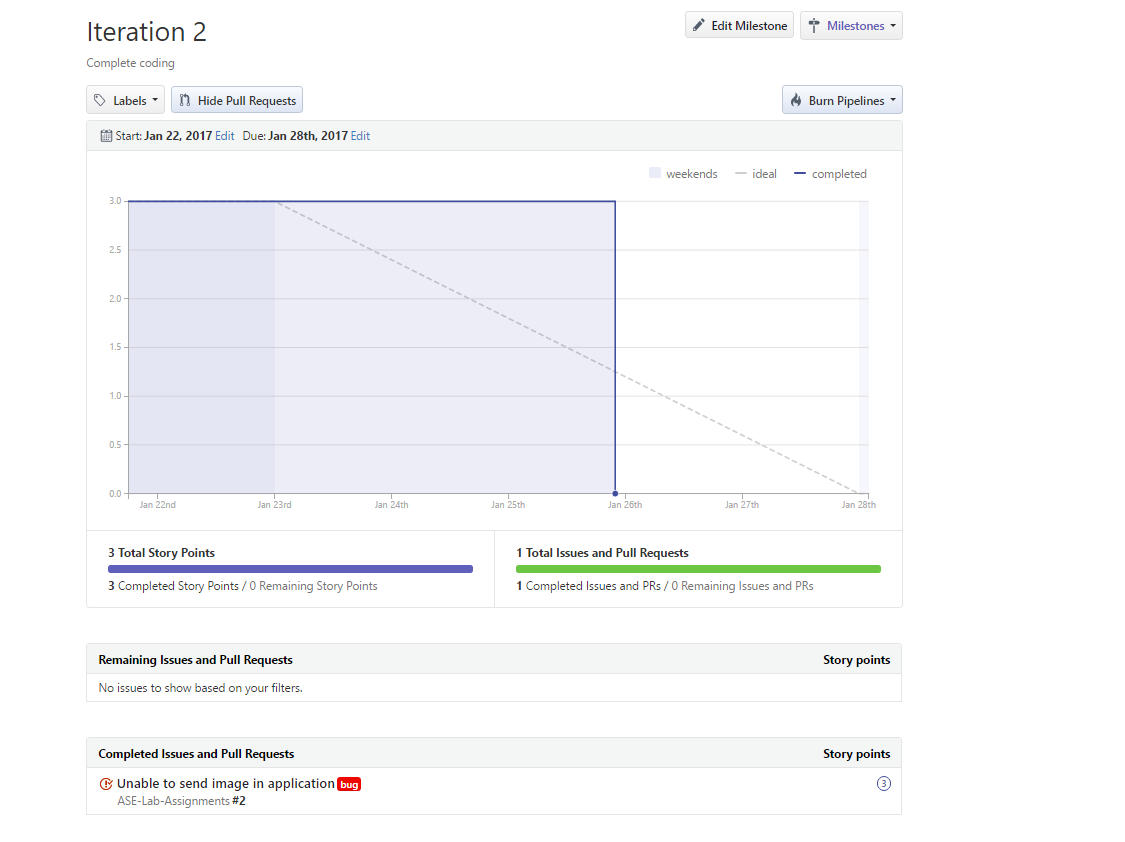 Iteration 2
Edit Milestone
Milestones
Complete coding
Labels
Hide Pull Requests
Burn Pipelines
Start: Jan 22, 2017 Edit Due: Jan 28th, 2017 Edit
weekends ideal completed
3.0
2.5
2.0
1.5
1.0
0.5
0.0
Jan 22nd Jan 23rd Jan 24th Jan 25th Jan 26th Jan 27th Jan 28th
3 Total Story Points
3 Completed Story Points / 0 Remaining Story Points
1 Total Issues and Pull Requests
1 Completed Issues and PRs / 0 Remaining Issues and PRs
Remaining Issues and Pull Requests Story points
No issues to show based on your filters.
Completed Issues and Pull Requests Story points
Unable to send image in application bug 3
ASE-Lab-Assignments #2